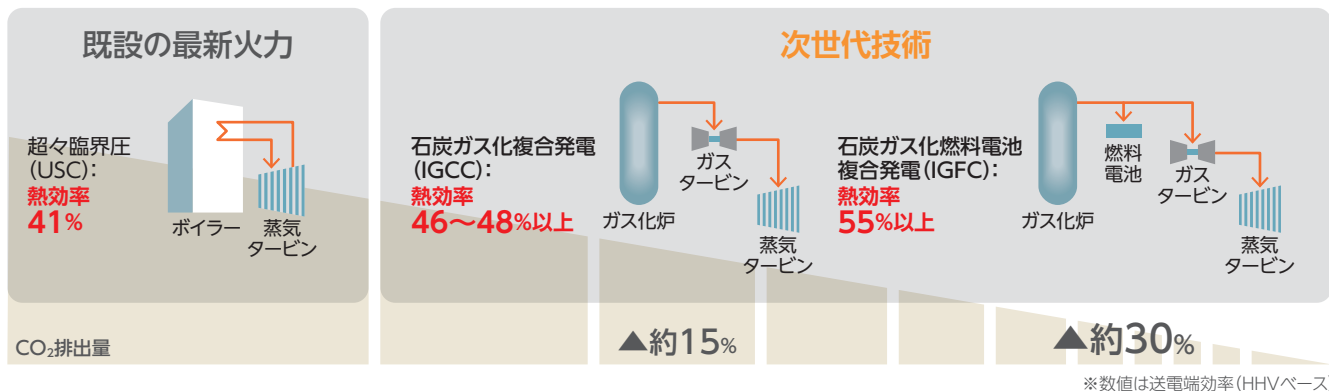 既設の最新火力
超々臨界圧
(USC):
熱効率
41%
ボイラー
蒸気
タービン
次世代技術
石炭ガス化複合発電
(IGCC):
熱効率
46〜48%以上
ガス化炉
ガス
タービン
蒸気
タービン
石炭ガス化燃料電池
複合発電(IGFC):
熱効率
55%以上
ガス化炉
燃料
電池
ガス
タービン
蒸気
タービン
CO₂排出量
▲約15%
▲約30%
※数値は送電端効率(HHVベース)